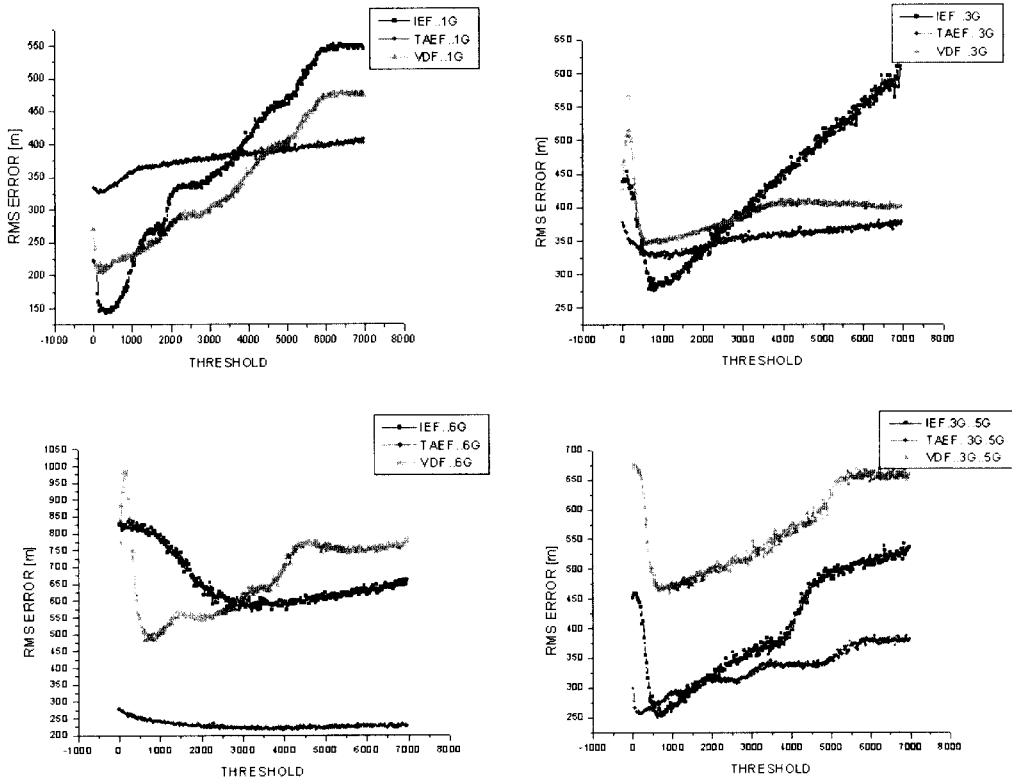 IEF..1G
TAEF..1G
VDF..1G
RMS ERROR [m]
550
500
450
400
350
300
250
200
150
-1000 0 1000 2000 3000 4000 5000 6000 7000 8000
THRESHOLD
IEF..3G
TAEF..3G
VDF..3G
RMS ERROR [m]
650
600
550
500
450
400
350
300
250
-1000 0 1000 2000 3000 4000 5000 6000 7000 8000
THRESHOLD
IEF..6G
TAEF..6G
VDF..6G
RMS ERROR [m]
1050
1000
950
900
850
800
750
700
650
600
550
500
450
400
350
300
250
200
-1000 0 1000 2000 3000 4000 5000 6000 7000 8000
THRESHOLD
IEF.3G..5G
TAEF..3G..5G
VDF..3G..5G
RMS ERROR [m]
700
650
600
550
500
450
400
350
300
250
-1000 0 1000 2000 3000 4000 5000 6000 7000 8000
THRESHOLD